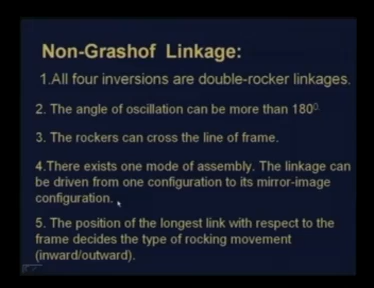 Non-Grashof Linkage:
1.All four inversions are double-rocker linkages.
2. The angle of oscillation can be more than 180⁰.
3. The rockers can cross the line of frame.
4.There exists one mode of assembly. The linkage can
be driven from one configuration to its mirror-image
configuration.
5. The position of the longest link with respect to the
frame decides the type of rocking movement
(inward/outward).